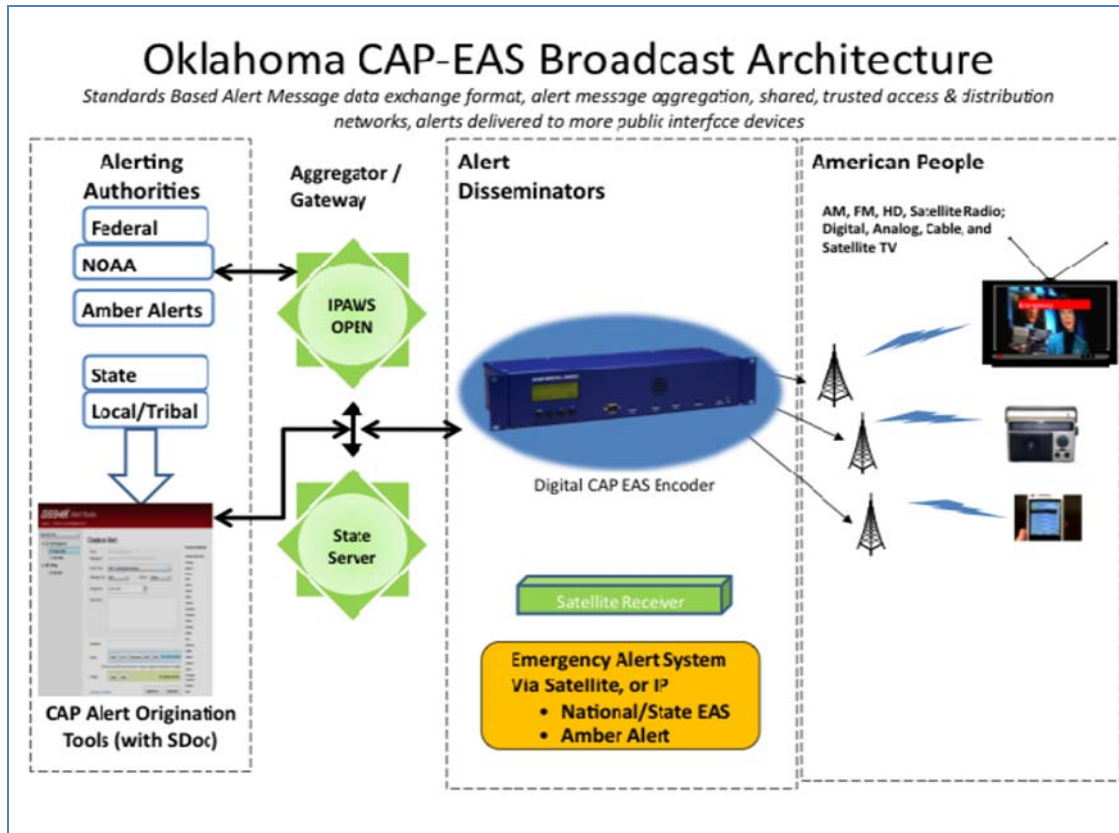 Oklahoma CAP-EAS Broadcast Architecture
Standards Based Alert Message data exchange format, alert message aggregation, shared, trusted access & distribution
networks, alerts delivered to more public interface devices
Alerting
Authorities
Federal
NOAA
Amber Alerts
State
Local/Tribal
CAP Alert Origination
Tools (with SDoc)
Aggregator /
Gateway
IPAWS
OPEN
State
Server
Alert
Disseminators
Digital CAP EAS Encoder
Satellite Receiver
Emergency Alert System
Via Satellite, or IP
• National/State EAS
• Amber Alert
American People
AM, FM, HD, Satellite Radio;
Digital, Analog, Cable, and
Satellite TV